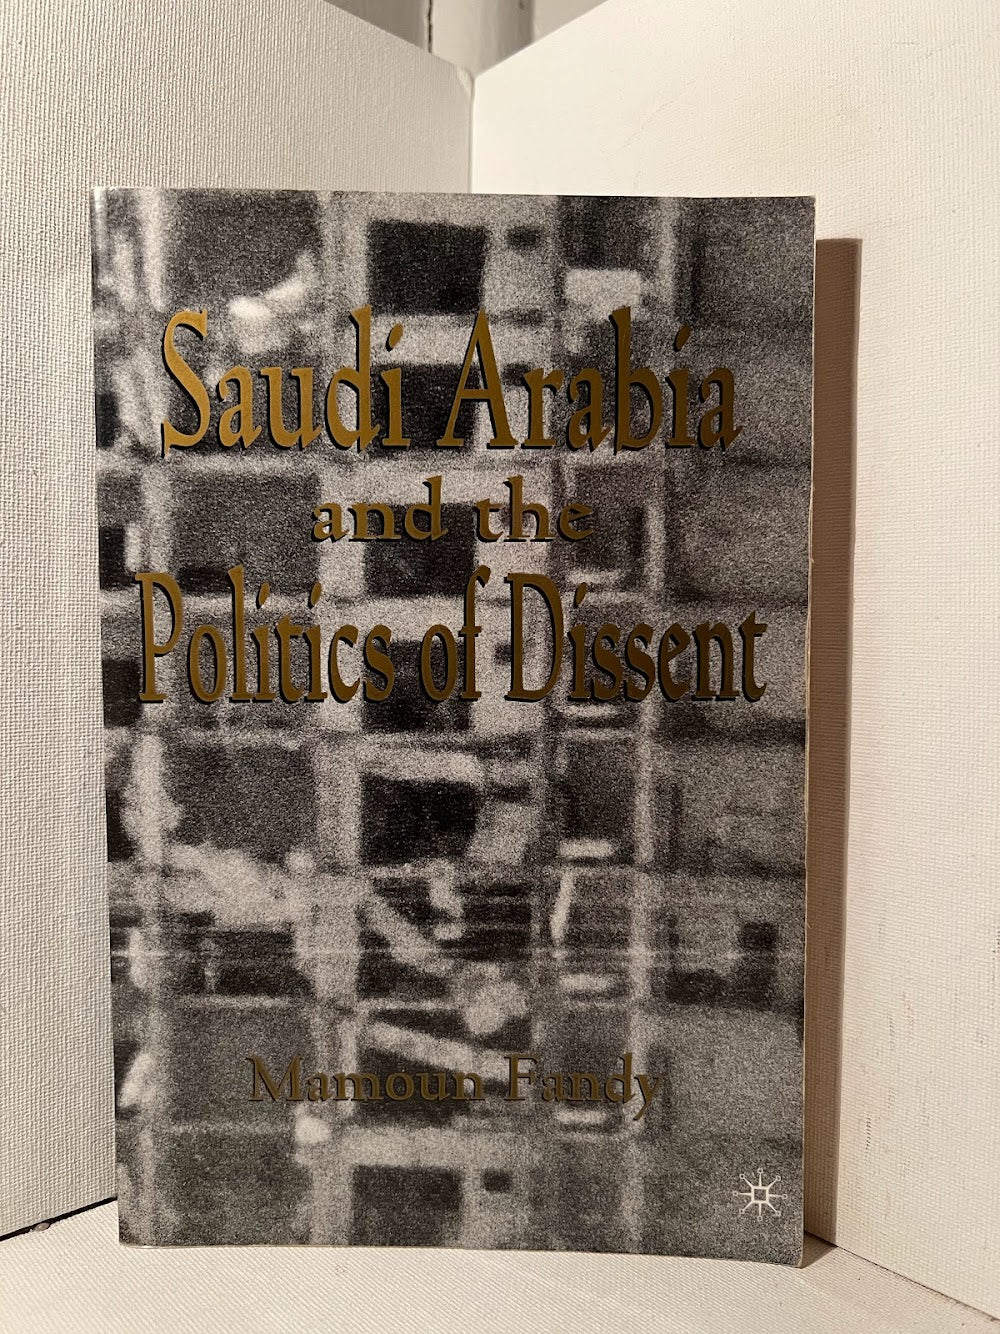 Saudi Arabia
and the
Politics of Dissent
Mamoun Fandy